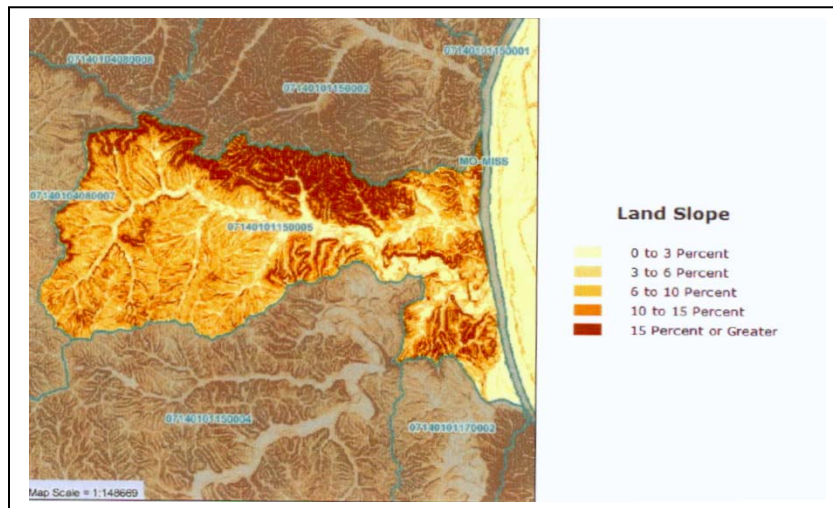 07140104080008
07140101150001
07140101150002
MO-MISS
07140104080007
07140101150005
07140101150004
07140101170002
Map Scale = 1:148669
Land Slope
0 to 3 Percent
3 to 6 Percent
6 to 10 Percent
10 to 15 Percent
15 Percent or Greater